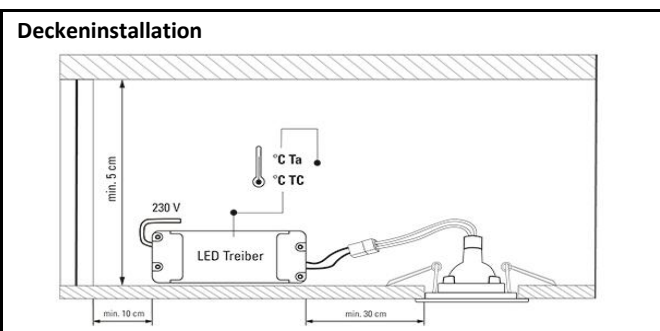 Deckeninstallation
°C Ta
°C TC
min. 5 cm
230 V
LED Treiber
min. 10 cm
min. 30 cm